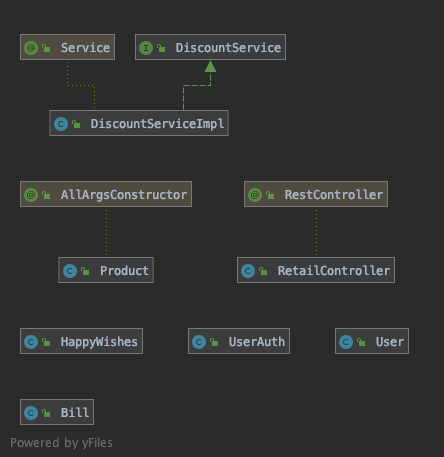 @ Service
I DiscountService
C DiscountServiceImpl
@ AllArgsConstructor
@ RestController
C Product
C RetailController
C HappyWishes
C UserAuth
C User
C Bill
Powered by yFiles